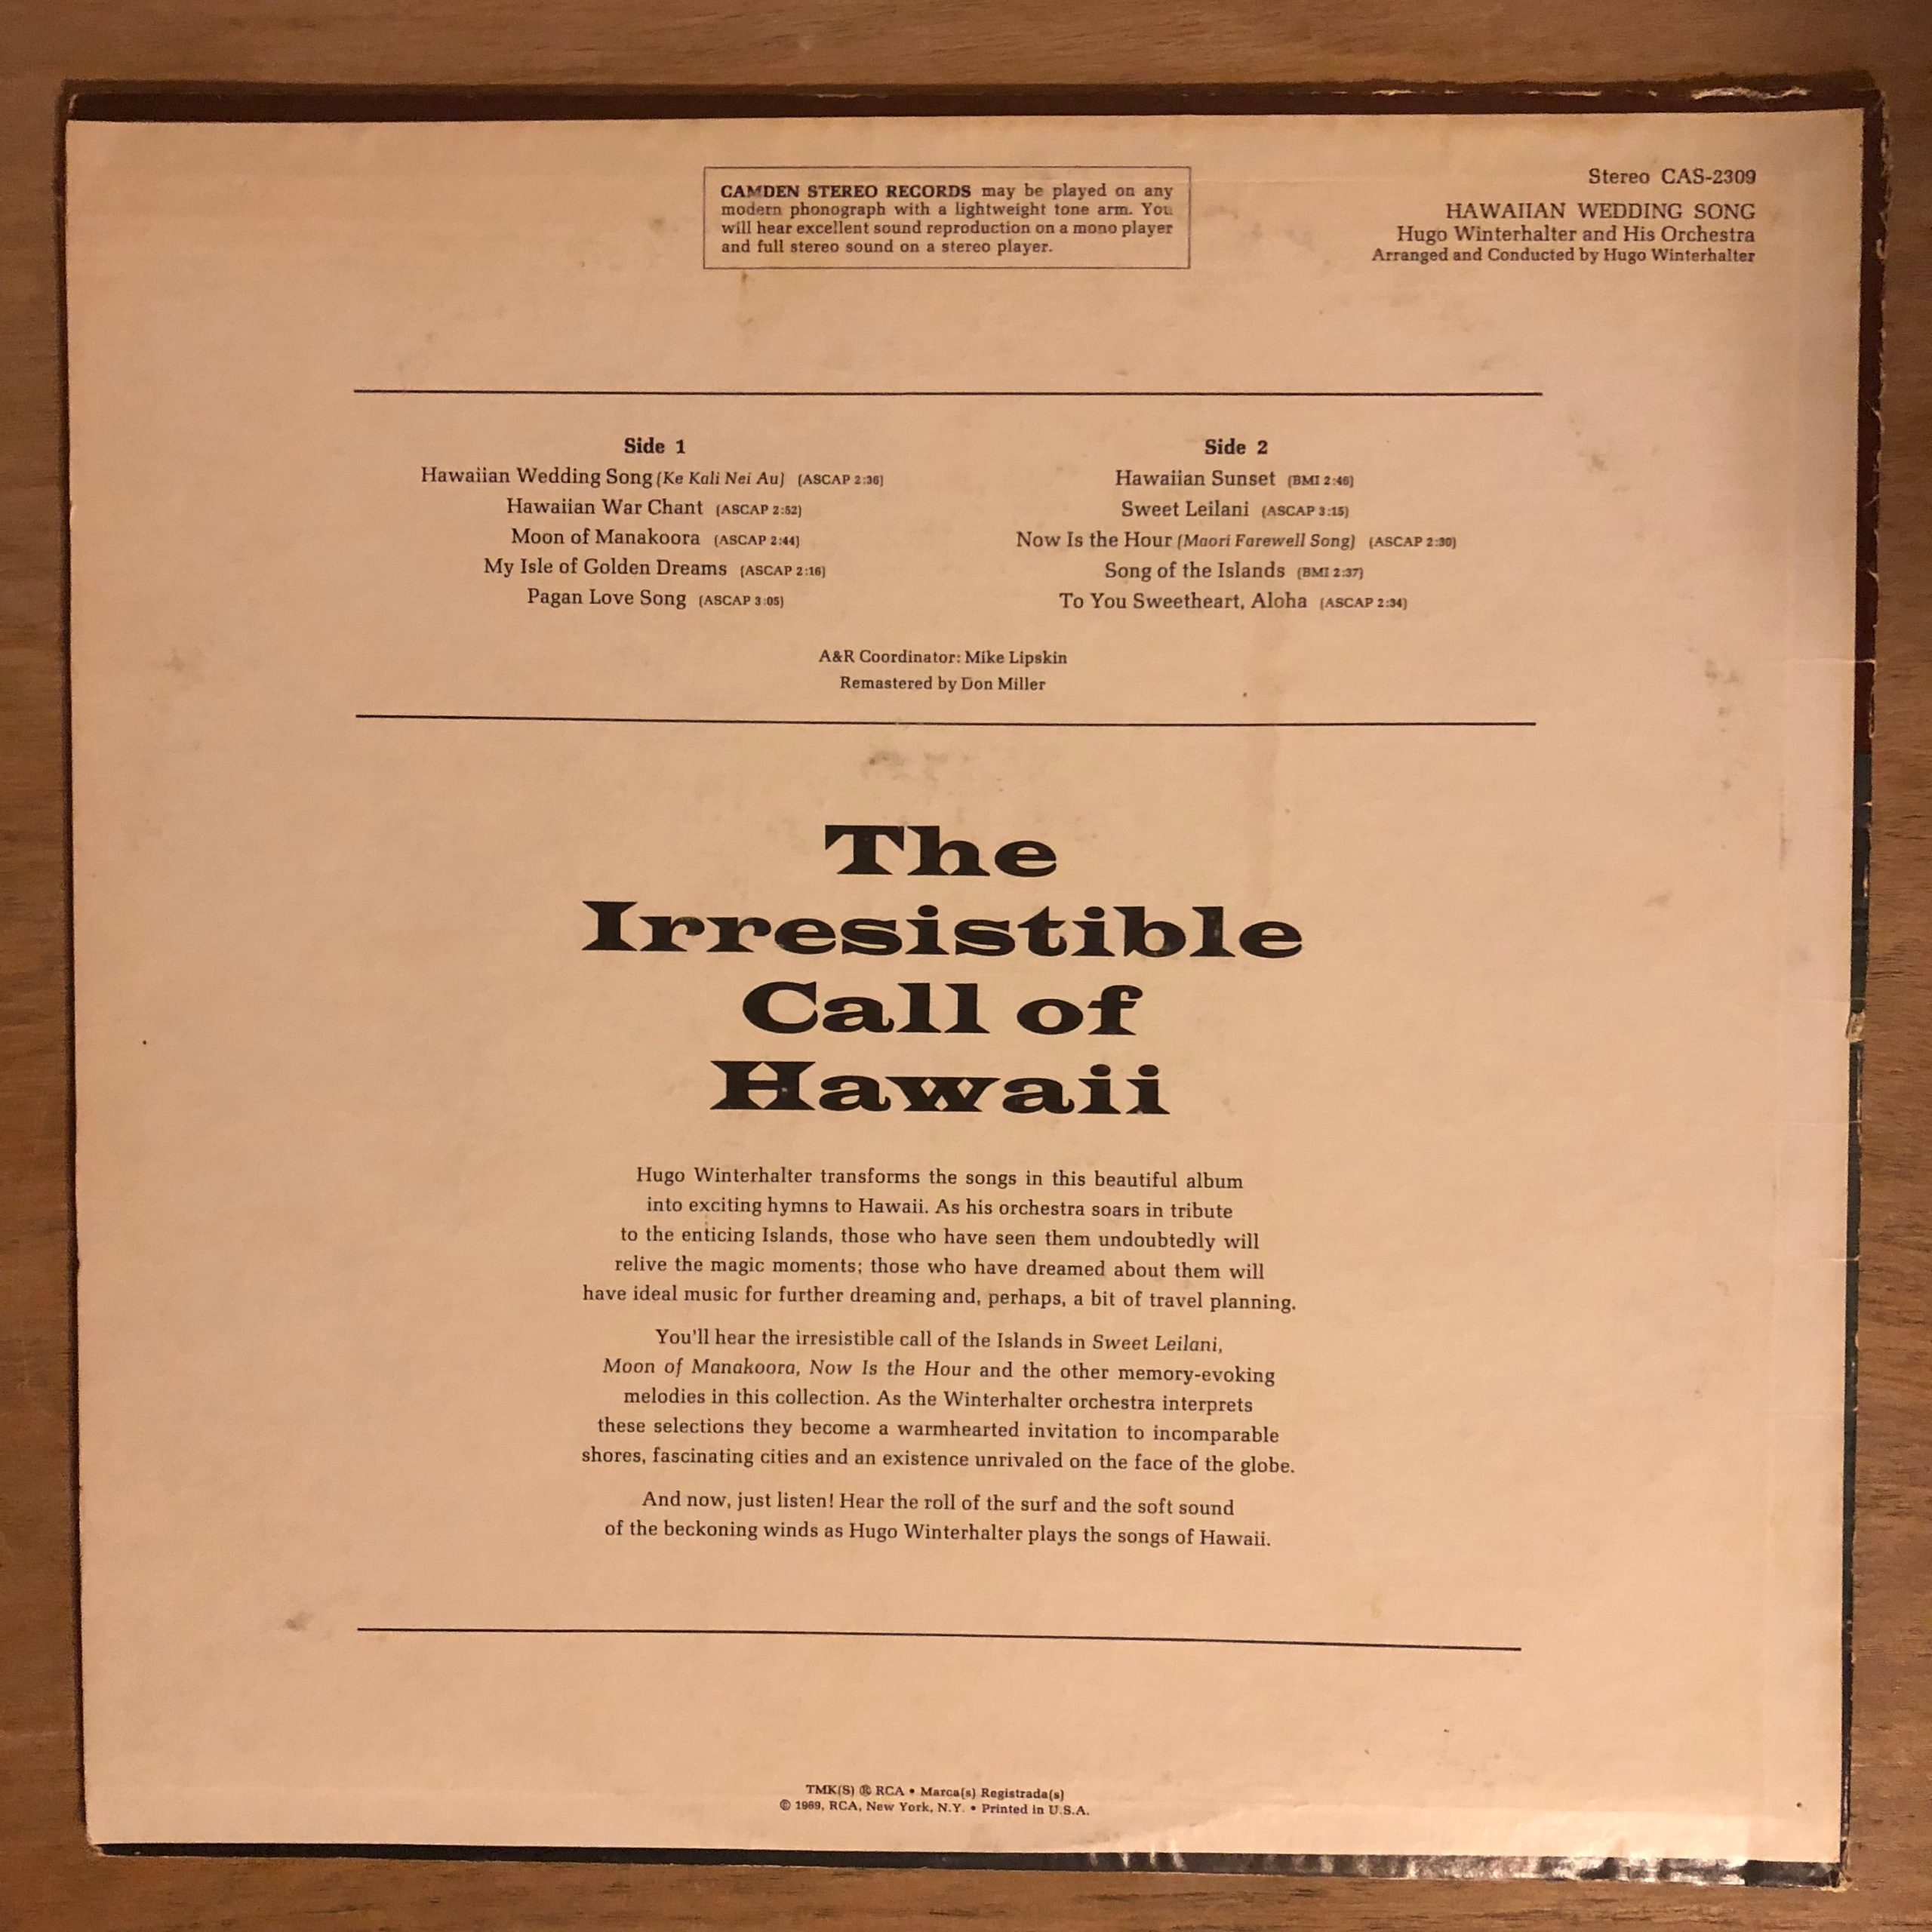 CAMDEN STEREO RECORDS may be played on any
modern phonograph with a lightweight tone arm. You
will hear excellent sound reproduction on a mono player
and full stereo sound on a stereo player.
Stereo CAS-2309
HAWAIIAN WEDDING SONG
Hugo Winterhalter and His Orchestra
Arranged and Conducted by Hugo Winterhalter
Side 1
Hawaiian Wedding Song (Ke Kali Nei Au) (ASCAP 2:36)
Hawaiian War Chant (ASCAP 2:52)
Moon of Manakoora (ASCAP 2:44)
My Isle of Golden Dreams (ASCAP 2:16)
Pagan Love Song (ASCAP 3:05)
Side 2
Hawaiian Sunset (BMI 2:46)
Sweet Leilani (ASCAP 3:15)
Now Is the Hour (Maori Farewell Song) (ASCAP 2:30)
Song of the Islands (BMI 2:37)
To You Sweetheart, Aloha (ASCAP 2:34)
A&R Coordinator: Mike Lipskin
Remastered by Don Miller
The
Irresistible
Call of
Hawaii
Hugo Winterhalter transforms the songs in this beautiful album
into exciting hymns to Hawaii. As his orchestra soars in tribute
to the enticing Islands, those who have seen them undoubtedly will
relive the magic moments; those who have dreamed about them will
have ideal music for further dreaming and, perhaps, a bit of travel planning.
You'll hear the irresistible call of the Islands in Sweet Leilani,
Moon of Manakoora, Now Is the Hour and the other memory-evoking
melodies in this collection. As the Winterhalter orchestra interprets
these selections they become a warmhearted invitation to incomparable
shores, fascinating cities and an existence unrivaled on the face of the globe.
And now, just listen! Hear the roll of the surf and the soft sound
of the beckoning winds as Hugo Winterhalter plays the songs of Hawaii.
TMK(S) ® RCA • Marca(s) Registrada(s)
© 1969, RCA, New York, N.Y. • Printed in U.S.A.